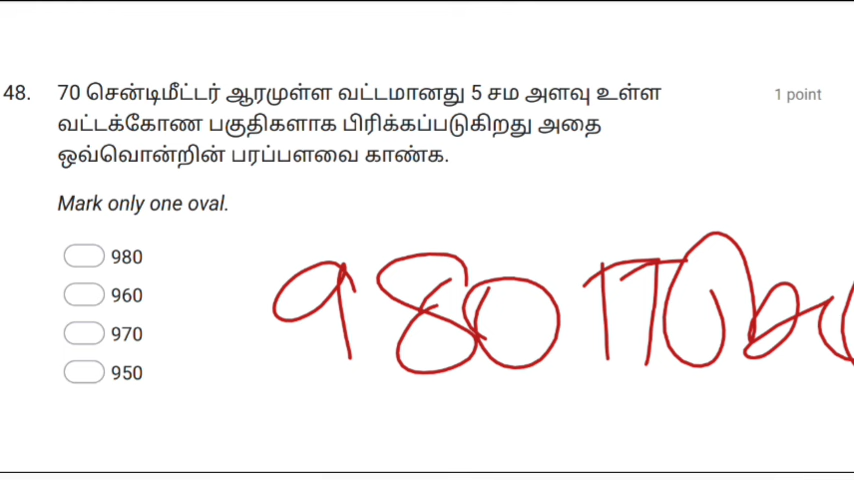 48. 70 சென்டிமீட்டர் ஆரமுள்ள வட்டமானது 5 சம அளவு உள்ள 1 point
வட்டக்கோண பகுதிகளாக பிரிக்கப்படுகிறது அதை
ஒவ்வொன்றின் பரப்பளவை காண்க.
Mark only one oval.
980
960
970
950
980